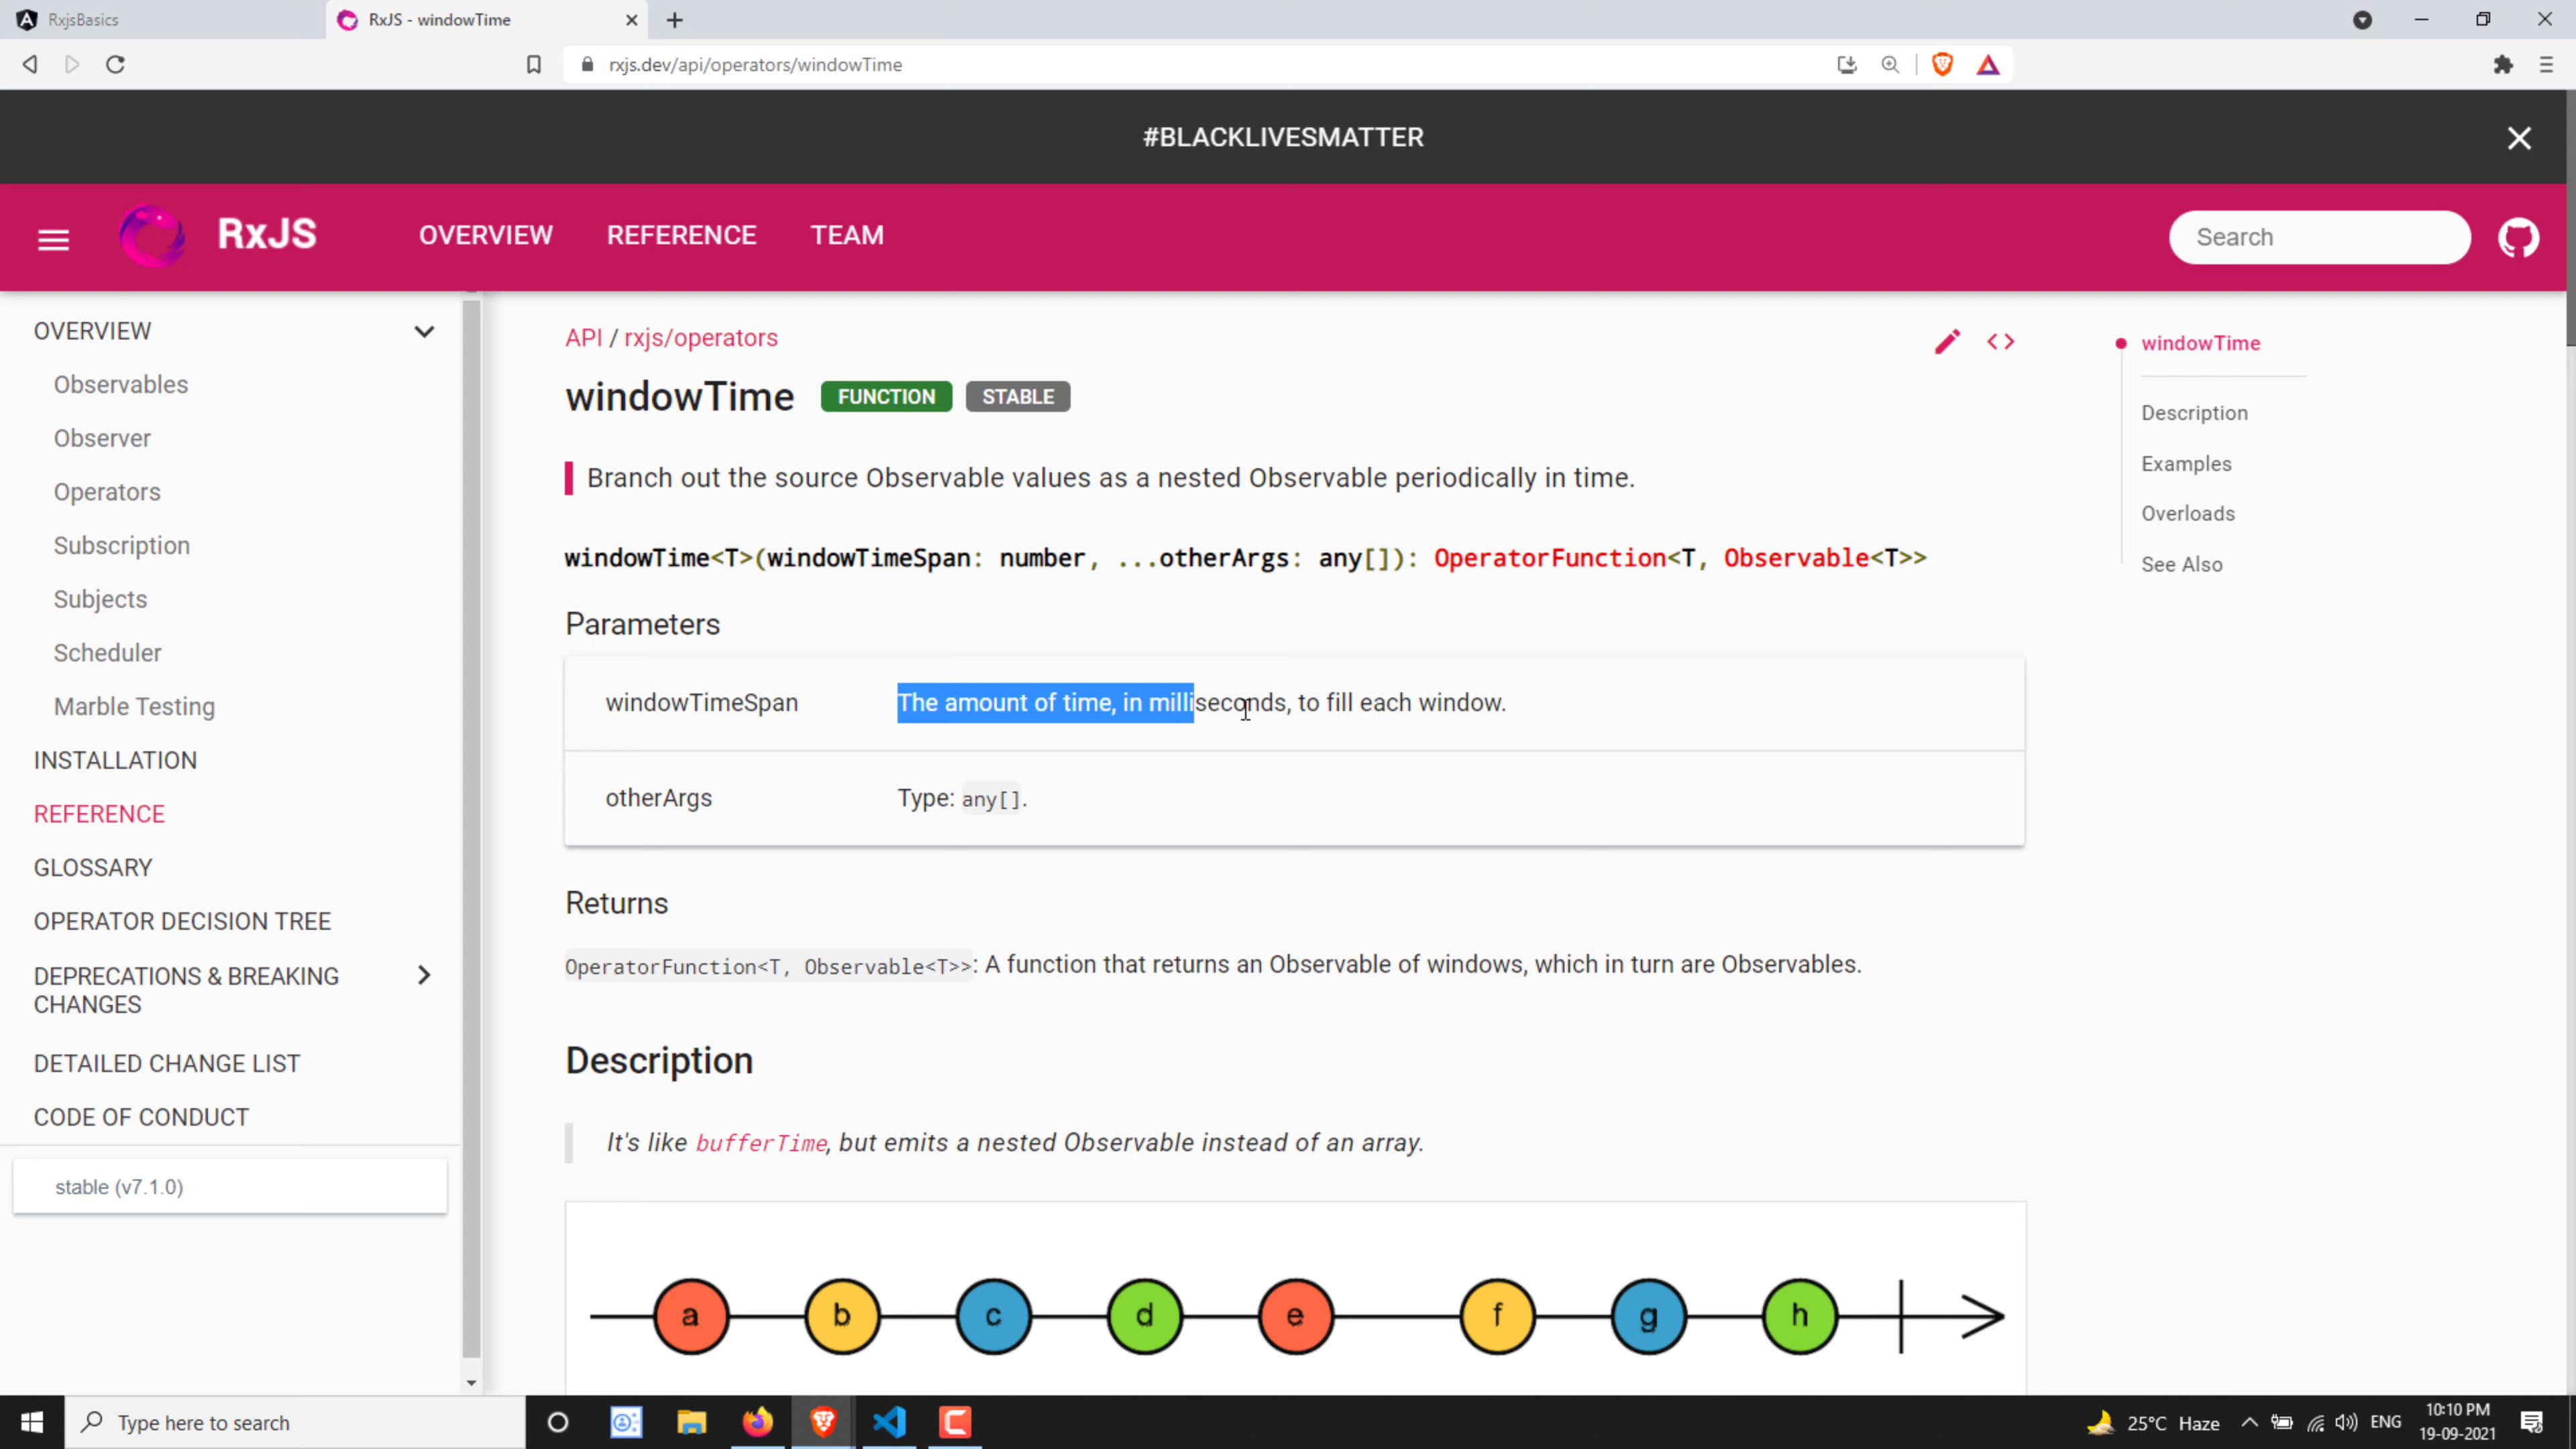 RxjsBasics
RxJS - windowTime
rxjs.dev/api/operators/windowTime
#BLACKLIVESMATTER
RxJS
OVERVIEW
REFERENCE
TEAM
Search
OVERVIEW
Observables
Observer
Operators
Subscription
Subjects
Scheduler
Marble Testing
INSTALLATION
REFERENCE
GLOSSARY
OPERATOR DECISION TREE
DEPRECATIONS & BREAKING
CHANGES
DETAILED CHANGE LIST
CODE OF CONDUCT
stable (v7.1.0)
API / rxjs/operators
windowTime FUNCTION STABLE
Branch out the source Observable values as a nested Observable periodically in time.
windowTime<T>(windowTimeSpan: number, ...otherArgs: any[]): OperatorFunction<T, Observable<T>>
Parameters
windowTimeSpan The amount of time, in milliseconds, to fill each window.
otherArgs Type: any[].
Returns
OperatorFunction<T, Observable<T>>: A function that returns an Observable of windows, which in turn are Observables.
Description
It's like bufferTime, but emits a nested Observable instead of an array.
a b c d e f g h
windowTime
Description
Examples
Overloads
See Also
Type here to search
25°C Haze
ENG
10:10 PM
19-09-2021